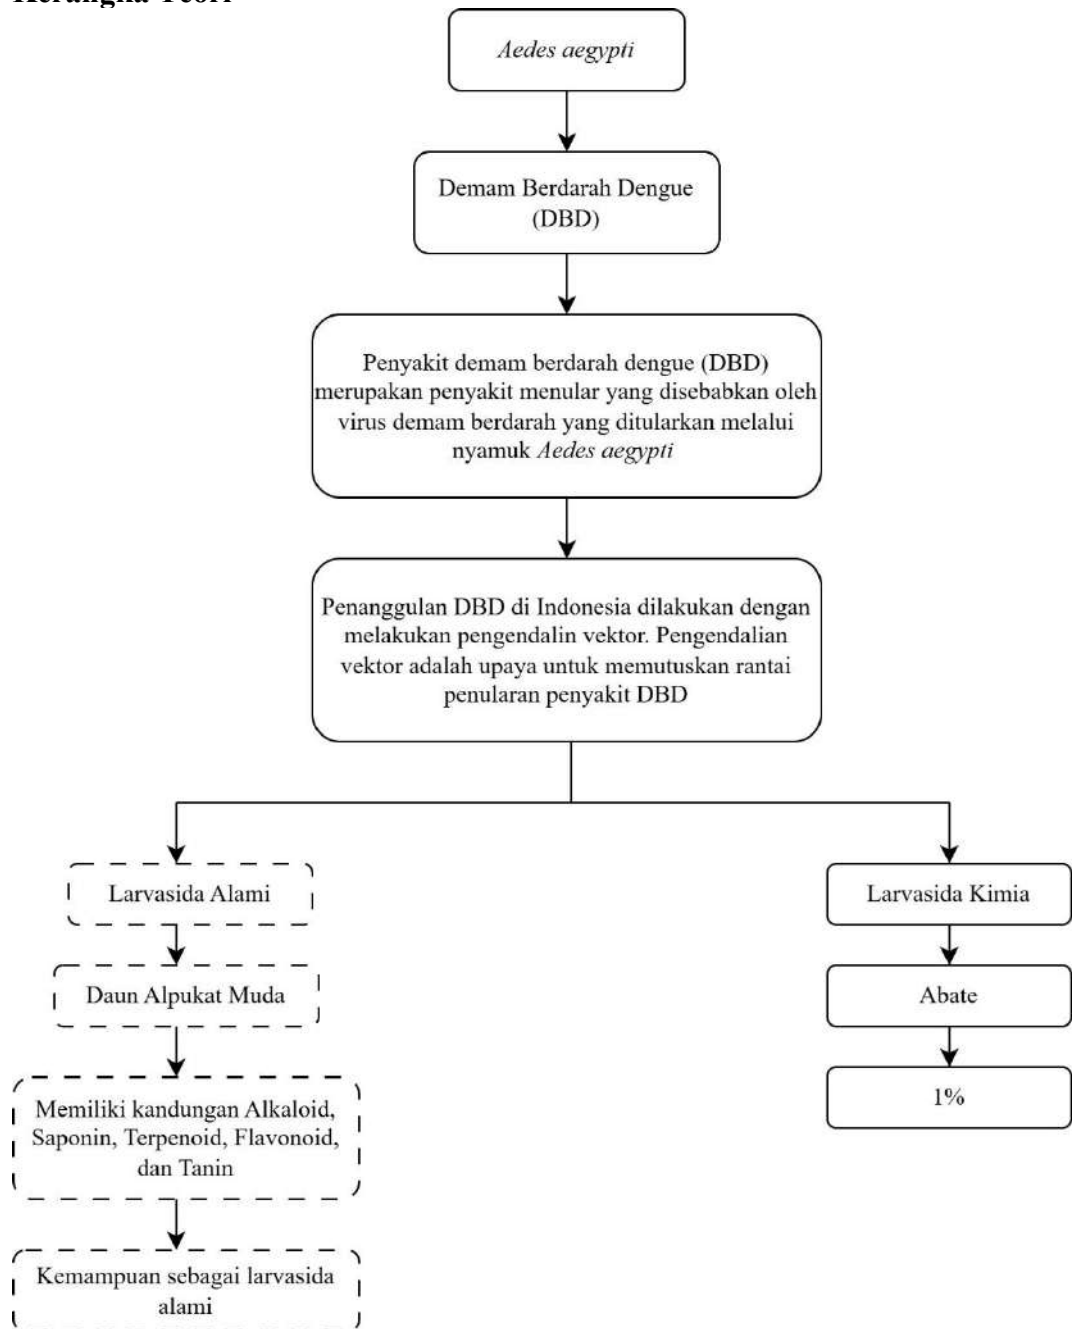 Kerangka Teori
Aedes aegypti
Demam Berdarah Dengue
(DBD)
Penyakit demam berdarah dengue (DBD)
merupakan penyakit menular yang disebabkan oleh
virus demam berdarah yang ditularkan melalui
nyamuk Aedes aegypti
Penanggulan DBD di Indonesia dilakukan dengan
melakukan pengendalin vektor. Pengendalian
vektor adalah upaya untuk memutuskan rantai
penularan penyakit DBD
Larvasida Alami
Daun Alpukat Muda
Memiliki kandungan Alkaloid,
Saponin, Terpenoid, Flavonoid,
dan Tanin
Kemampuan sebagai larvasida
alami
Larvasida Kimia
Abate
1%